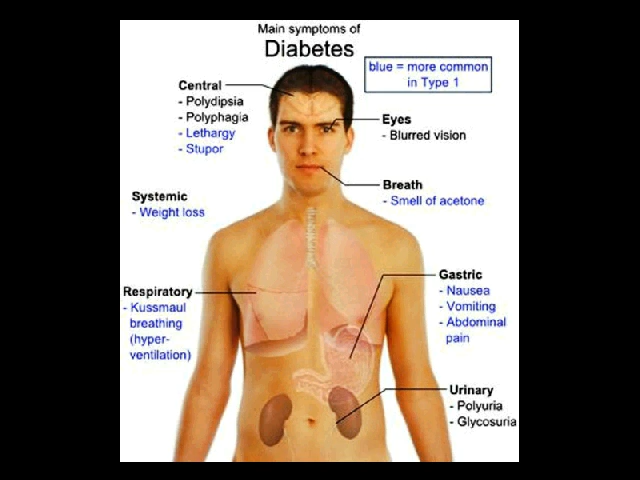 Main symptoms of
Diabetes
blue = more common
in Type 1
Central
- Polydipsia
- Polyphagia
- Lethargy
- Stupor
Eyes
- Blurred vision
Breath
- Smell of acetone
Systemic
- Weight loss
Gastric
- Nausea
- Vomiting
- Abdominal
pain
Respiratory
- Kussmaul
breathing
(hyper-
ventilation)
Urinary
- Polyuria
- Glycosuria